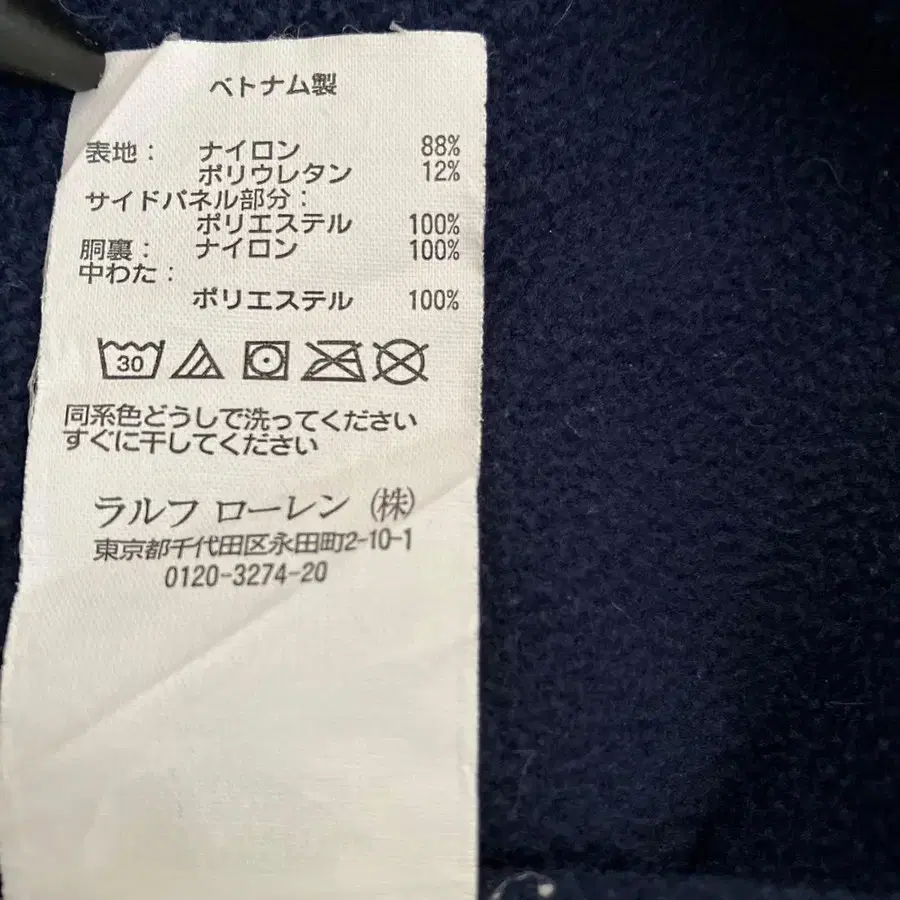 ベトナム製
表地： ナイロン 88%
ポリウレタン 12%
サイドパネル部分：
ポリエステル 100%
胴裏： ナイロン 100%
中わた：
ポリエステル 100%
30
同系色どうしで洗ってください
すぐに干してください
ラルフ ローレン (株)
東京都千代田区永田町2-10-1
0120-3274-20